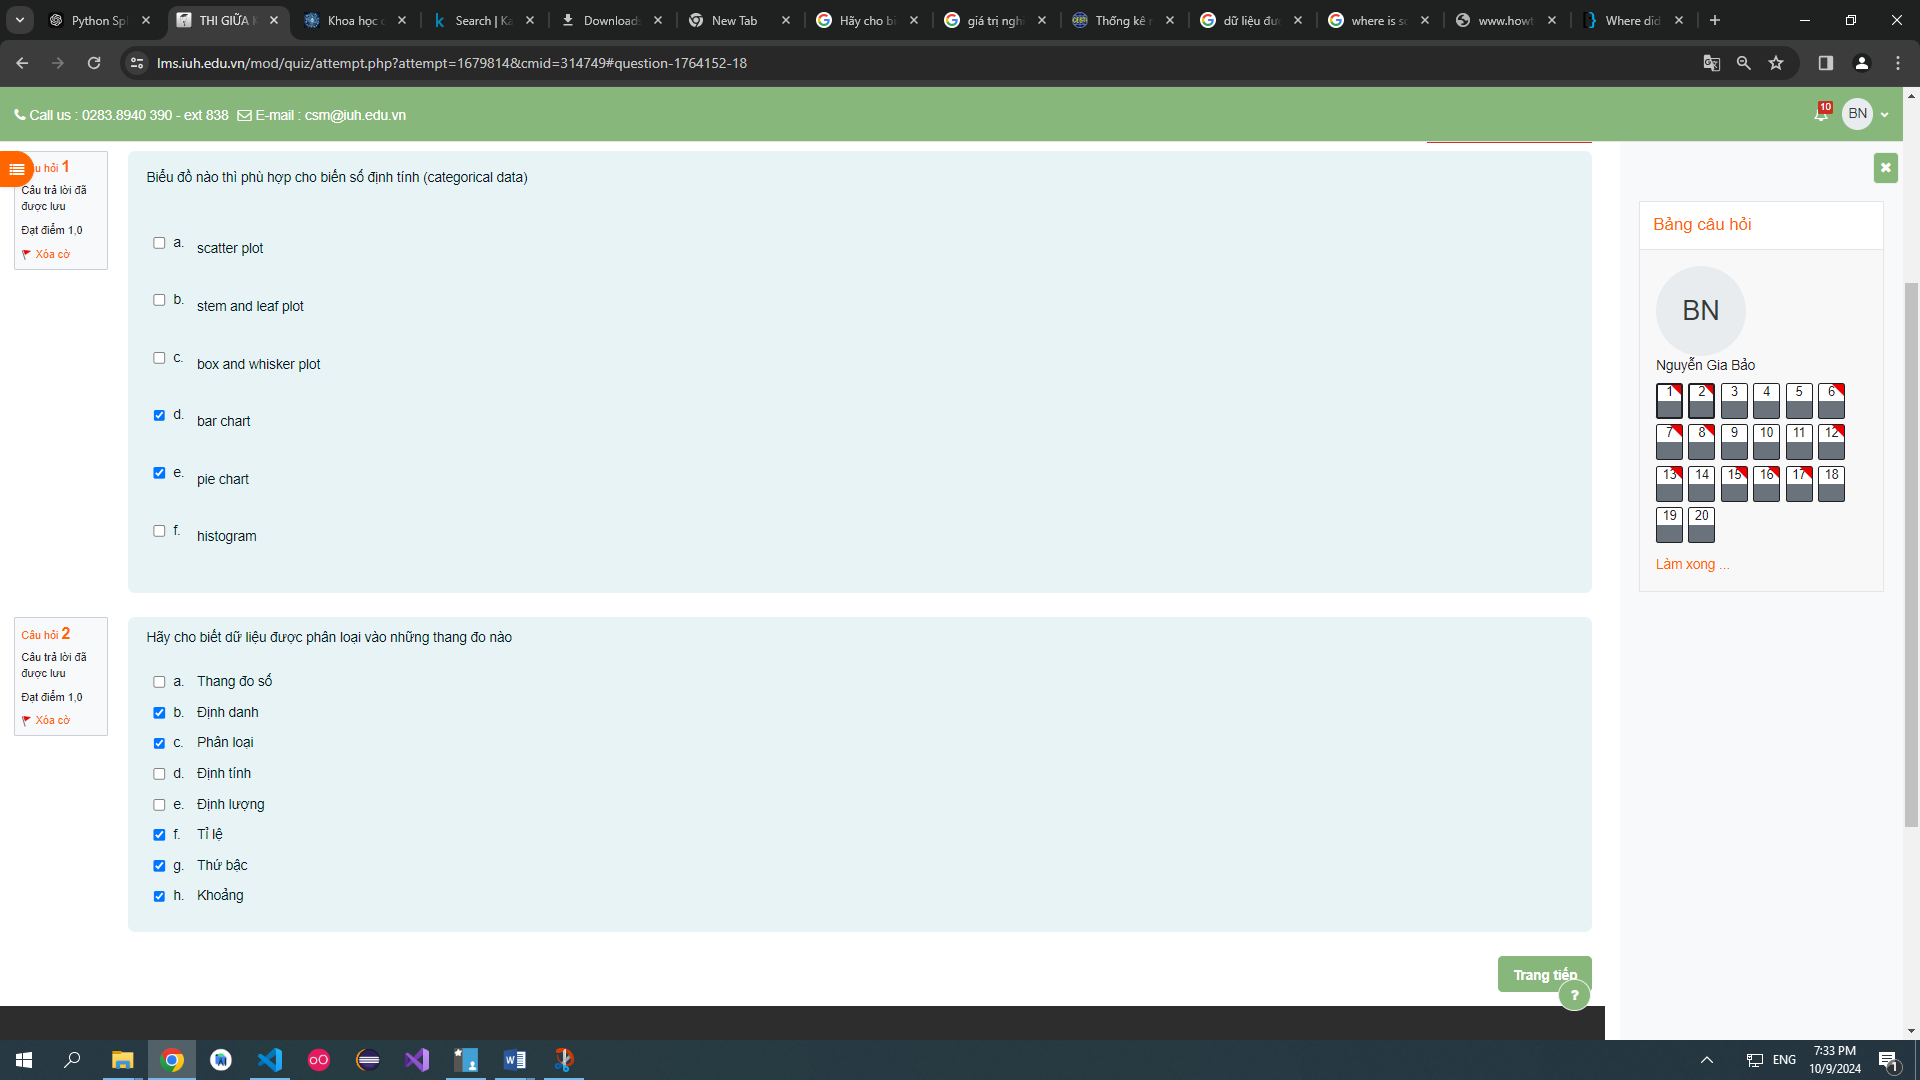 Python Sp
THI GIỮA K
Khoa học
Search | Ka
Download
New Tab
Hãy cho bi
giá trị ngh
Thống kê
dữ liệu đư
where is s
www.how
Where did
lms.iuh.edu.vn/mod/quiz/attempt.php?attempt=1679814&cmid=314749#question-1764152-18
Call us : 0283.8940 390 - ext 838 E-mail : csm@iuh.edu.vn
10
BN
u hỏi 1
Câu trả lời đã
được lưu
Đạt điểm 1,0
Xóa cờ
Biểu đồ nào thì phù hợp cho biến số định tính (categorical data)
a. scatter plot
b. stem and leaf plot
c. box and whisker plot
d. bar chart
e. pie chart
f. histogram
Câu hỏi 2
Câu trả lời đã
được lưu
Đạt điểm 1,0
Xóa cờ
Hãy cho biết dữ liệu được phân loại vào những thang đo nào
a. Thang đo số
b. Định danh
c. Phân loại
d. Định tính
e. Định lượng
f. Tỉ lệ
g. Thứ bậc
h. Khoảng
Trang tiếp
?
Bảng câu hỏi
BN
Nguyễn Gia Bảo
1 2 3 4 5 6
7 8 9 10 11 12
13 14 15 16 17 18
19 20
Làm xong ...
ENG
7:33 PM
10/9/2024
1